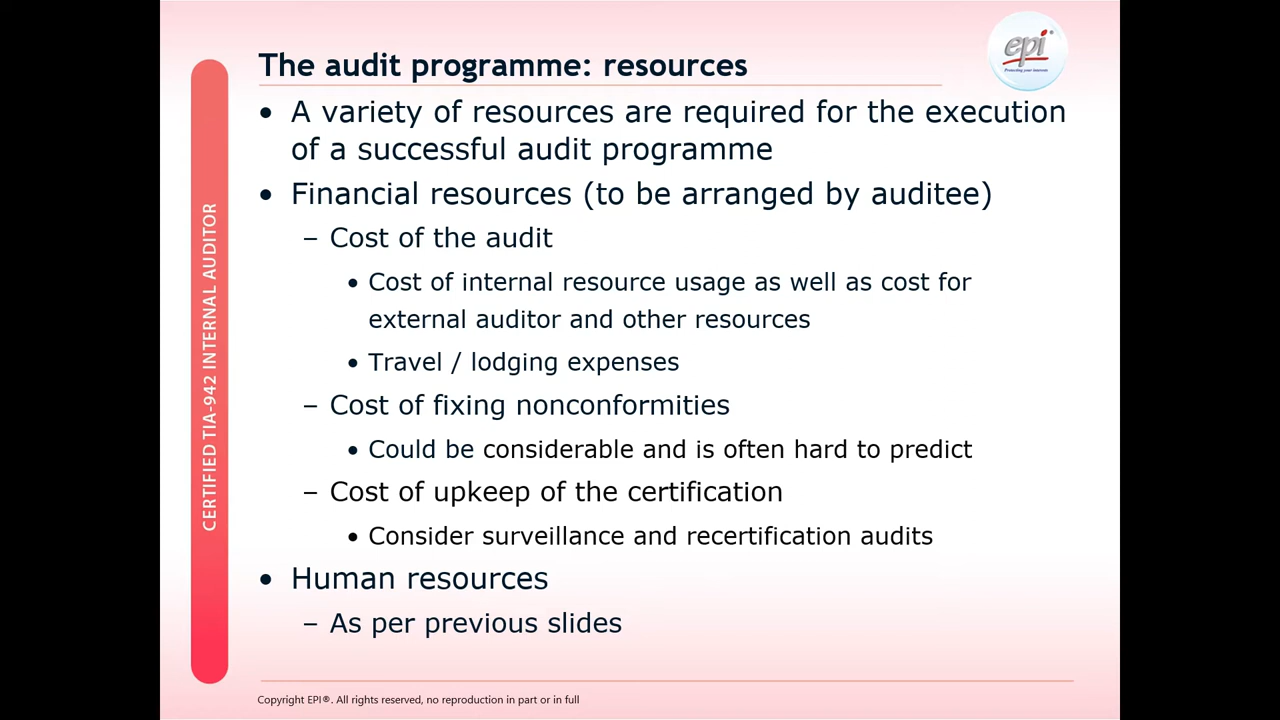 The audit programme: resources
epi®
Protecting your interests
• A variety of resources are required for the execution
of a successful audit programme
• Financial resources (to be arranged by auditee)
– Cost of the audit
• Cost of internal resource usage as well as cost for
external auditor and other resources
• Travel / lodging expenses
– Cost of fixing nonconformities
• Could be considerable and is often hard to predict
– Cost of upkeep of the certification
• Consider surveillance and recertification audits
• Human resources
– As per previous slides
CERTIFIED TIA-942 INTERNAL AUDITOR
Copyright EPI®. All rights reserved, no reproduction in part or in full